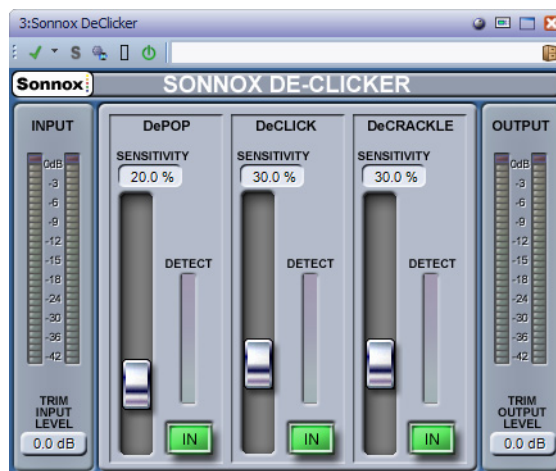 3:Sonnox DeClicker
S
Sonnox
SONNOX DE-CLICKER
INPUT
0dB
-3
-6
-9
-12
-15
-18
-24
-30
-36
-42
TRIM
INPUT
LEVEL
0.0 dB
DePOP
SENSITIVITY
20.0 %
DETECT
IN
DeCLICK
SENSITIVITY
30.0 %
DETECT
IN
DeCRACKLE
SENSITIVITY
30.0 %
DETECT
IN
OUTPUT
0dB
-3
-6
-9
-12
-15
-18
-24
-30
-36
-42
TRIM
OUTPUT
LEVEL
0.0 dB